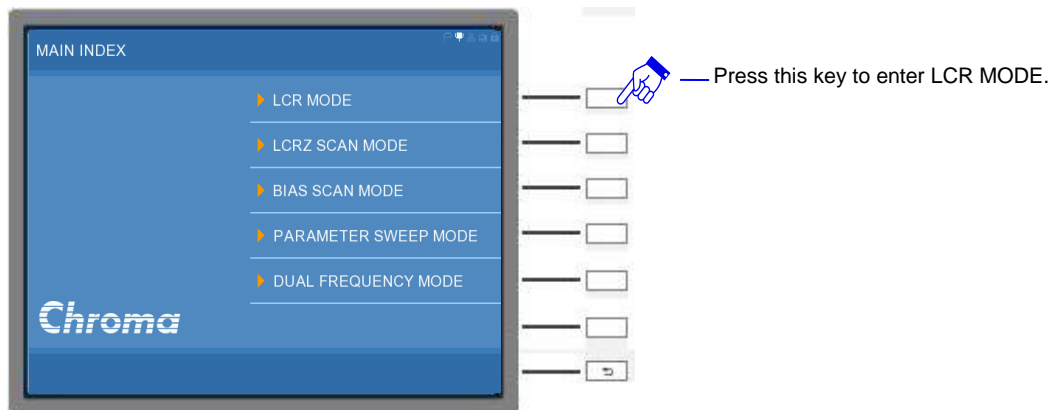 MAIN INDEX
LCR MODE
Press this key to enter LCR MODE.
LCRZ SCAN MODE
BIAS SCAN MODE
PARAMETER SWEEP MODE
DUAL FREQUENCY MODE
Chroma